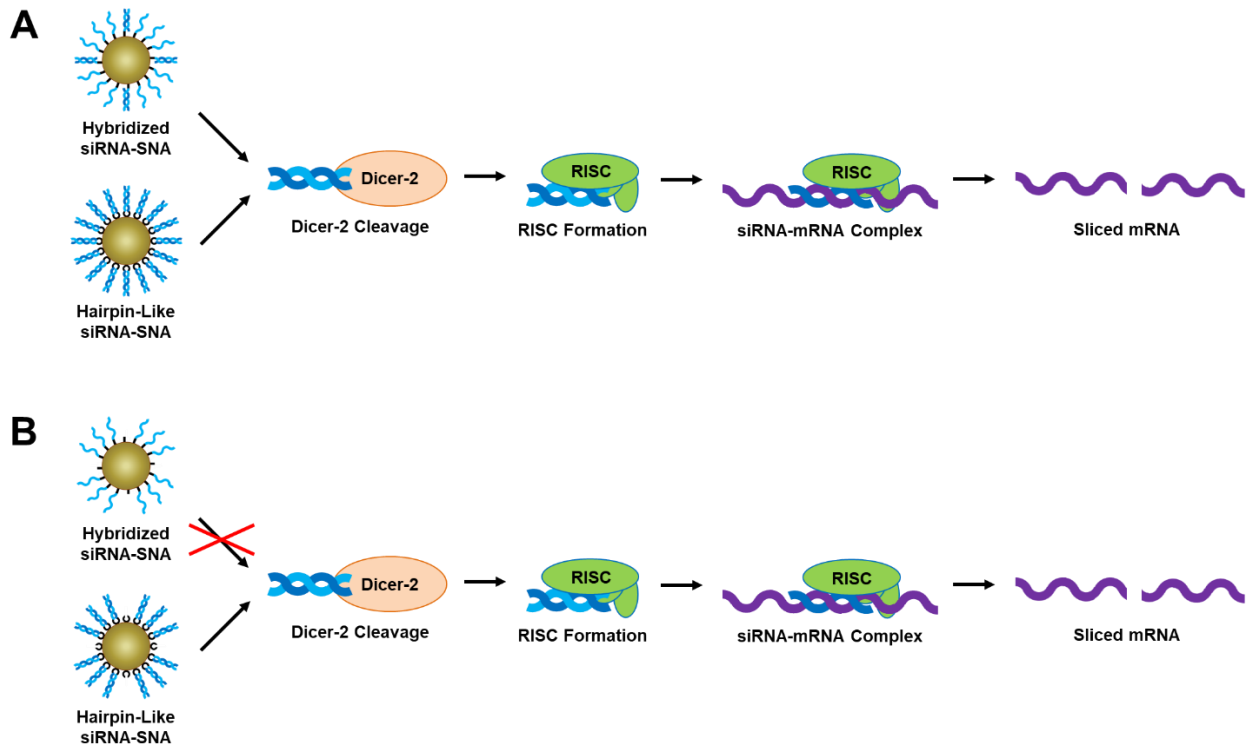 A
Hybridized
siRNA-SNA
Hairpin-Like
siRNA-SNA
Dicer-2
Dicer-2 Cleavage
RISC
RISC Formation
RISC
siRNA-mRNA Complex
Sliced mRNA
B
Hybridized
siRNA-SNA
Hairpin-Like
siRNA-SNA
Dicer-2
Dicer-2 Cleavage
RISC
RISC Formation
RISC
siRNA-mRNA Complex
Sliced mRNA